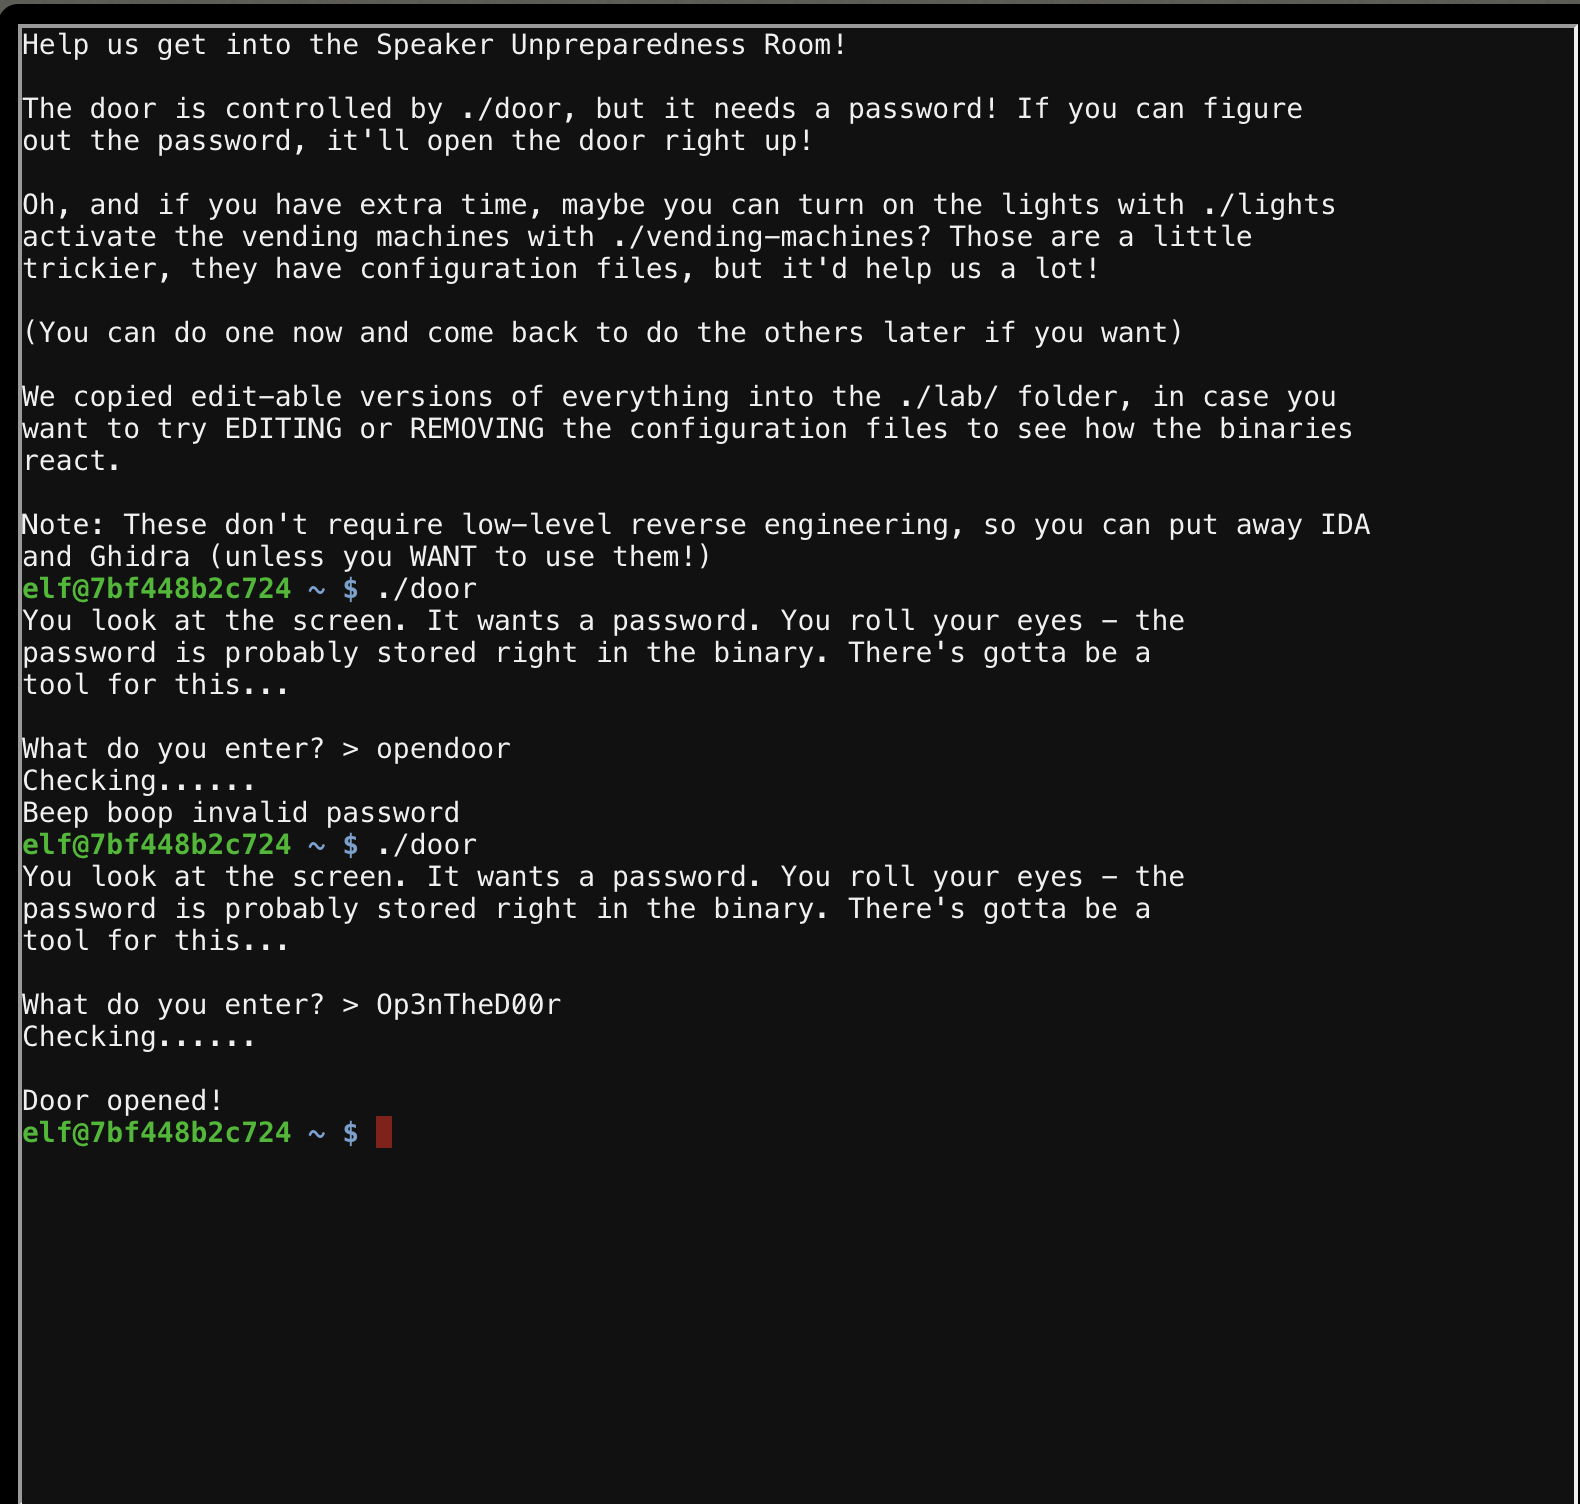 Help us get into the Speaker Unpreparedness Room!
The door is controlled by ./door, but it needs a password! If you can figure
out the password, it'll open the door right up!
Oh, and if you have extra time, maybe you can turn on the lights with ./lights
activate the vending machines with ./vending-machines? Those are a little
trickier, they have configuration files, but it'd help us a lot!
(You can do one now and come back to do the others later if you want)
We copied edit-able versions of everything into the ./lab/ folder, in case you
want to try EDITING or REMOVING the configuration files to see how the binaries
react.
Note: These don't require low-level reverse engineering, so you can put away IDA
and Ghidra (unless you WANT to use them!)
elf@7bf448b2c724 ~ $ ./door
You look at the screen. It wants a password. You roll your eyes - the
password is probably stored right in the binary. There's gotta be a
tool for this...
What do you enter? > opendoor
Checking......
Beep boop invalid password
elf@7bf448b2c724 ~ $ ./door
You look at the screen. It wants a password. You roll your eyes - the
password is probably stored right in the binary. There's gotta be a
tool for this...
What do you enter? > Op3nTheD00r
Checking......
Door opened!
elf@7bf448b2c724 ~ $